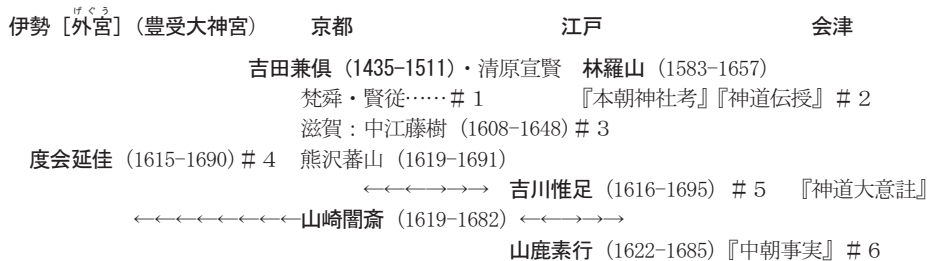 げぐう
伊勢［外宮］（豊受大神宮） 京都 江戸 会津
吉田兼倶（1435-1511）・清原宣賢 林羅山（1583-1657）
梵舜・賢従……＃１ 『本朝神社考』『神道伝授』＃２
滋賀：中江藤樹（1608-1648）＃３
度会延佳（1615-1690）＃４ 熊沢蕃山（1619-1691）
←←←→→→ 吉川惟足（1616-1695）＃５ 『神道大意註』
←←←←←←←山崎闇斎（1619-1682）←←→→→
山鹿素行（1622-1685）『中朝事実』＃６